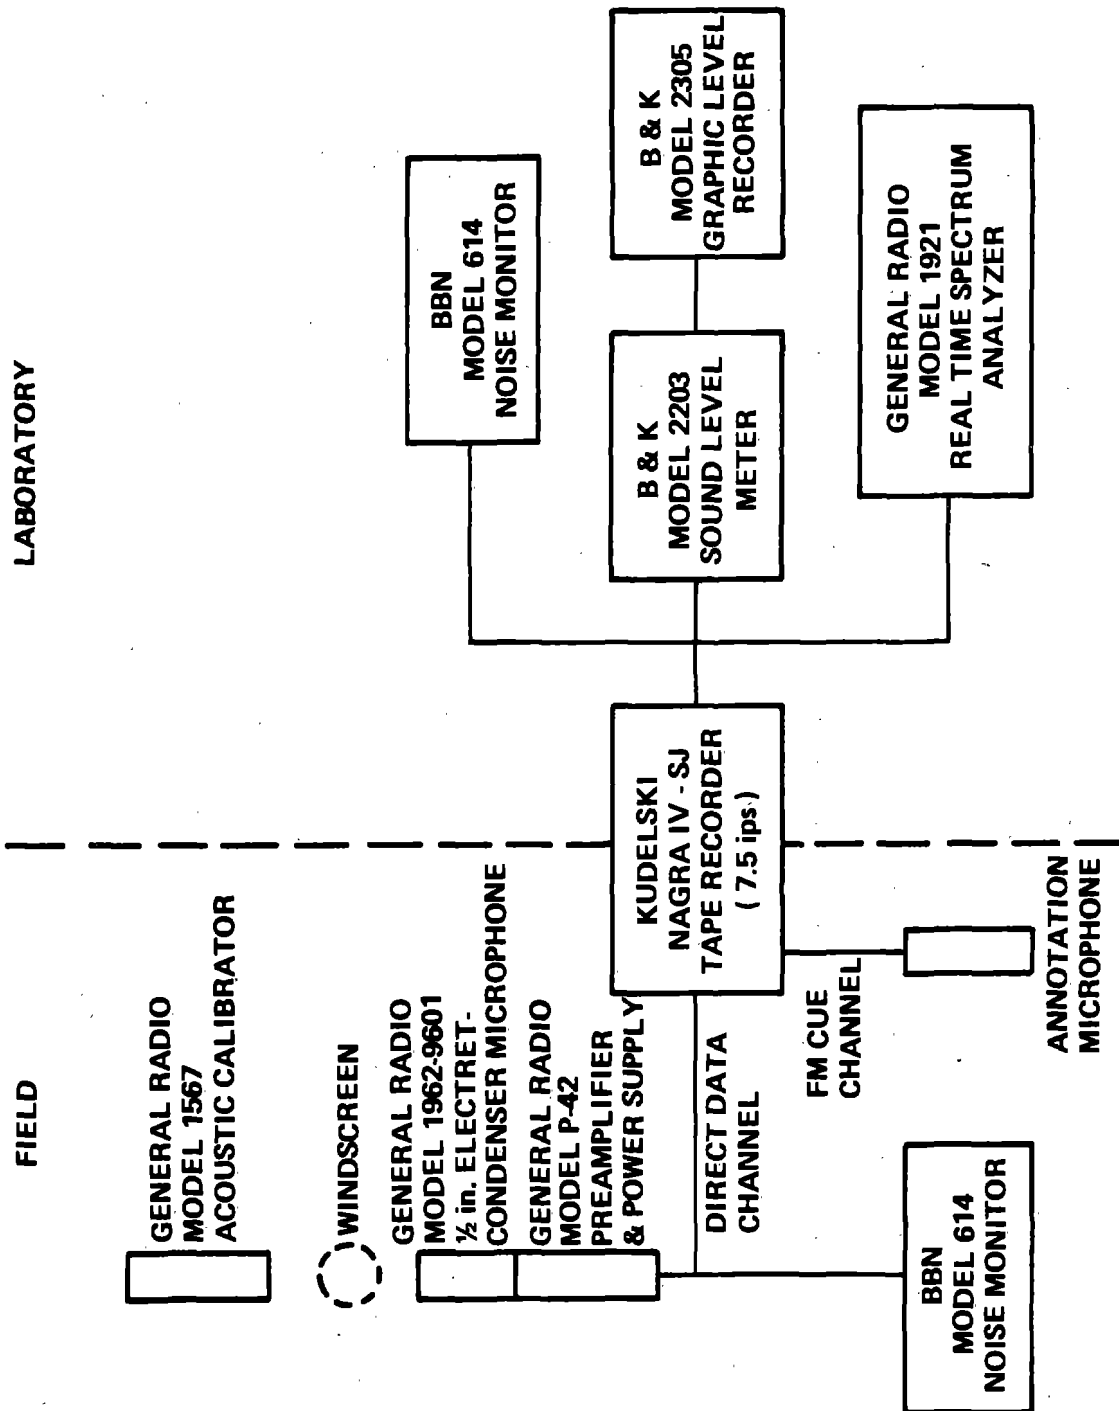 FIELD
LABORATORY
GENERAL RADIO
MODEL 1567
ACOUSTIC CALIBRATOR
WINDSCREEN
GENERAL RADIO
MODEL 1962-9601
½ in. ELECTRET-
CONDENSER MICROPHONE
GENERAL RADIO
MODEL P-42
PREAMPLIFIER
& POWER SUPPLY
DIRECT DATA
CHANNEL
BBN
MODEL 614
NOISE MONITOR
FM CUE
CHANNEL
ANNOTATION
MICROPHONE
KUDELSKI
NAGRA IV - SJ
TAPE RECORDER
( 7.5 ips )
BBN
MODEL 614
NOISE MONITOR
B & K
MODEL 2203
SOUND LEVEL
METER
B & K
MODEL 2305
GRAPHIC LEVEL
RECORDER
GENERAL RADIO
MODEL 1921
REAL TIME SPECTRUM
ANALYZER